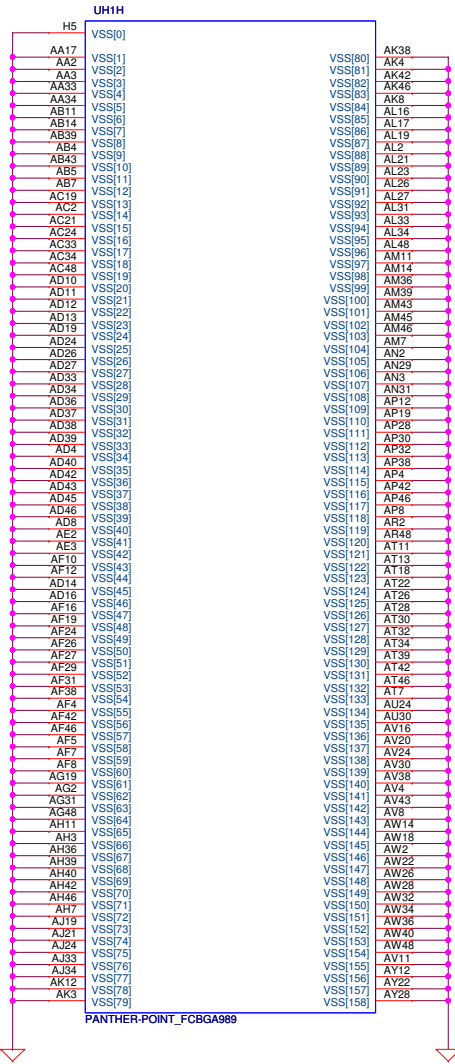 UH1H
H5 VSS[0]
AA17 VSS[1] VSS[80] AK38
AA2 VSS[2] VSS[81] AK4
AA3 VSS[3] VSS[82] AK42
AA33 VSS[4] VSS[83] AK46
AA34 VSS[5] VSS[84] AK8
AB11 VSS[6] VSS[85] AL16
AB14 VSS[7] VSS[86] AL17
AB39 VSS[8] VSS[87] AL19
AB4 VSS[9] VSS[88] AL2
AB43 VSS[10] VSS[89] AL21
AB5 VSS[11] VSS[90] AL23
AB7 VSS[12] VSS[91] AL26
AC19 VSS[13] VSS[92] AL27
AC2 VSS[14] VSS[93] AL31
AC21 VSS[15] VSS[94] AL33
AC24 VSS[16] VSS[95] AL34
AC33 VSS[17] VSS[96] AL48
AC34 VSS[18] VSS[97] AM11
AC48 VSS[19] VSS[98] AM14
AD10 VSS[20] VSS[99] AM36
AD11 VSS[21] VSS[100] AM39
AD12 VSS[22] VSS[101] AM43
AD13 VSS[23] VSS[102] AM45
AD19 VSS[24] VSS[103] AM46
AD24 VSS[25] VSS[104] AM7
AD26 VSS[26] VSS[105] AN2
AD27 VSS[27] VSS[106] AN29
AD33 VSS[28] VSS[107] AN3
AD34 VSS[29] VSS[108] AN31
AD36 VSS[30] VSS[109] AP12
AD37 VSS[31] VSS[110] AP19
AD38 VSS[32] VSS[111] AP28
AD39 VSS[33] VSS[112] AP30
AD4 VSS[34] VSS[113] AP32
AD40 VSS[35] VSS[114] AP38
AD42 VSS[36] VSS[115] AP4
AD43 VSS[37] VSS[116] AP42
AD45 VSS[38] VSS[117] AP46
AD46 VSS[39] VSS[118] AP8
AD8 VSS[40] VSS[119] AR2
AE2 VSS[41] VSS[120] AR48
AE3 VSS[42] VSS[121] AT11
AF10 VSS[43] VSS[122] AT13
AF12 VSS[44] VSS[123] AT18
AD14 VSS[45] VSS[124] AT22
AD16 VSS[46] VSS[125] AT26
AF16 VSS[47] VSS[126] AT28
AF19 VSS[48] VSS[127] AT30
AF24 VSS[49] VSS[128] AT32
AF26 VSS[50] VSS[129] AT34
AF27 VSS[51] VSS[130] AT39
AF29 VSS[52] VSS[131] AT42
AF31 VSS[53] VSS[132] AT46
AF38 VSS[54] VSS[133] AT7
AF4 VSS[55] VSS[134] AU24
AF42 VSS[56] VSS[135] AU30
AF46 VSS[57] VSS[136] AV16
AF5 VSS[58] VSS[137] AV20
AF7 VSS[59] VSS[138] AV24
AF8 VSS[60] VSS[139] AV30
AG19 VSS[61] VSS[140] AV38
AG2 VSS[62] VSS[141] AV4
AG31 VSS[63] VSS[142] AV43
AG48 VSS[64] VSS[143] AV8
AH11 VSS[65] VSS[144] AW14
AH3 VSS[66] VSS[145] AW18
AH36 VSS[67] VSS[146] AW2
AH39 VSS[68] VSS[147] AW22
AH40 VSS[69] VSS[148] AW26
AH42 VSS[70] VSS[149] AW28
AH46 VSS[71] VSS[150] AW32
AH7 VSS[72] VSS[151] AW34
AJ19 VSS[73] VSS[152] AW36
AJ21 VSS[74] VSS[153] AW40
AJ24 VSS[75] VSS[154] AW48
AJ33 VSS[76] VSS[155] AV11
AJ34 VSS[77] VSS[156] AY12
AK12 VSS[78] VSS[157] AY22
AK3 VSS[79] VSS[158] AY28
PANTHER-POINT_FCBGA989